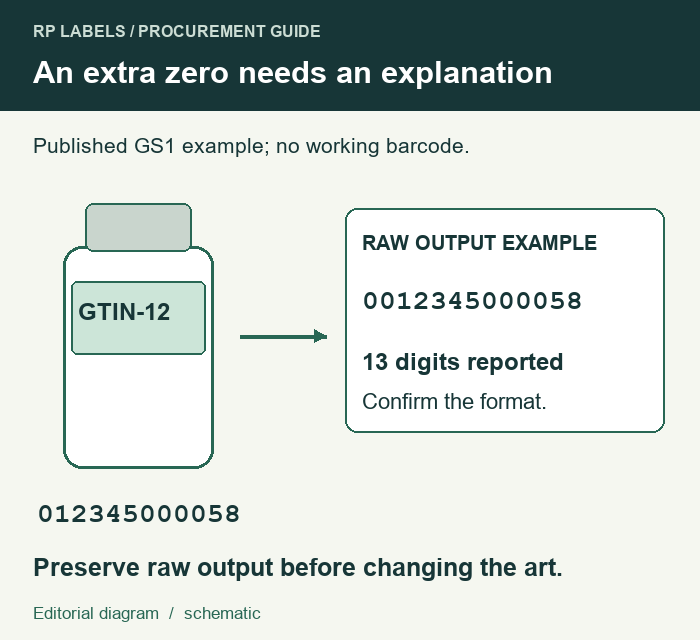 RP LABELS / PROCUREMENT GUIDE
An extra zero needs an explanation
Published GS1 example; no working barcode.
GTIN-12
RAW OUTPUT EXAMPLE
0012345000058
13 digits reported
Confirm the format.
012345000058
Preserve raw output before changing the art.
Editorial diagram / schematic